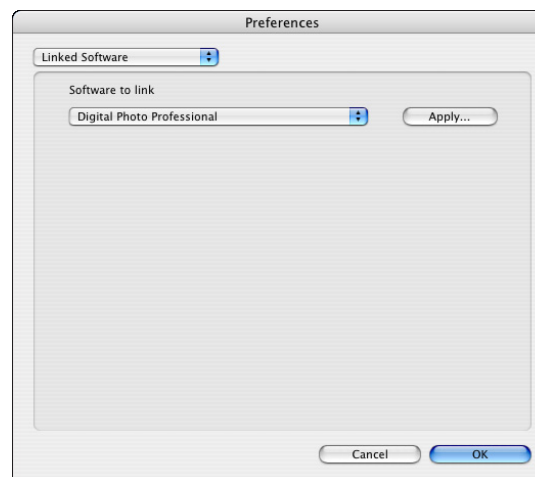 Preferences
Linked Software
Software to link
Digital Photo Professional Apply...
Cancel OK